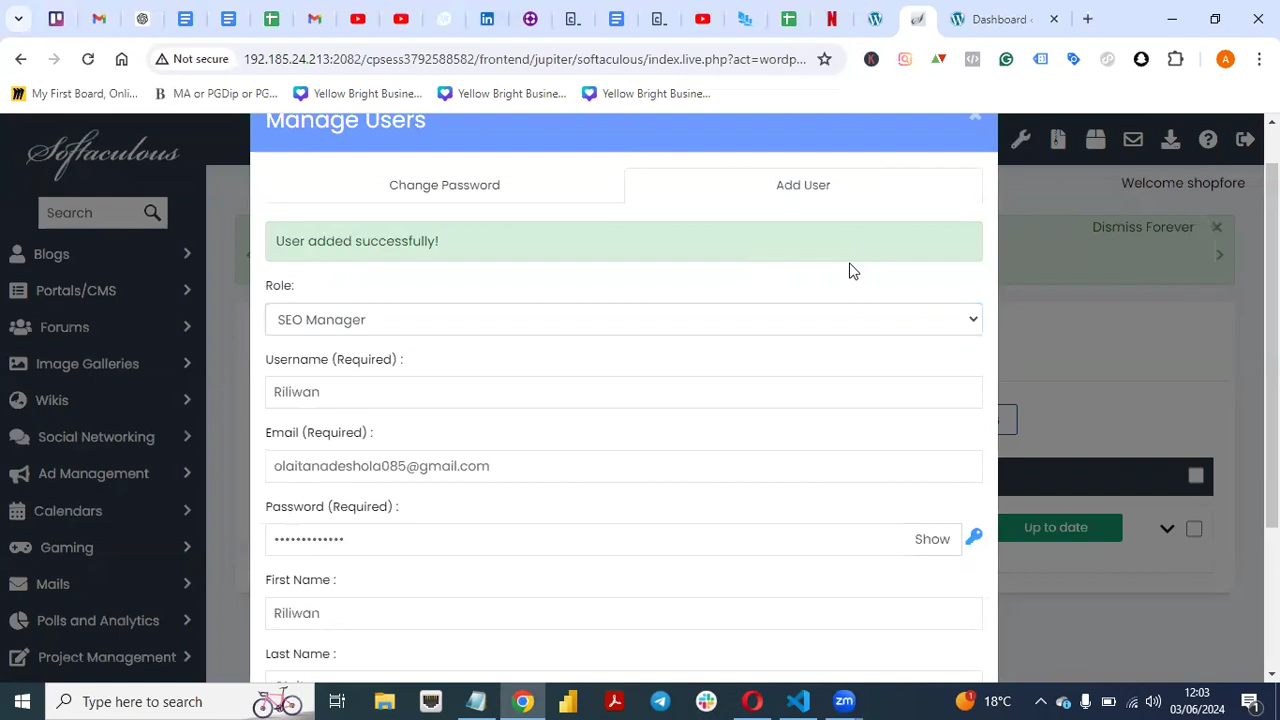 Dashboard
Not secure
192.185.24.213:2082/cpsess3792588582/frontend/jupiter/softaculous/index.live.php?act=wordp...
A
My First Board, Onli...
B
MA or PGDip or PG...
Yellow Bright Busine...
Yellow Bright Busine...
Yellow Bright Busine...
Softaculous
Manage Users
Welcome shopfore
Search
Change Password
Add User
Dismiss Forever
User added successfully!
Blogs
Portals/CMS
Forums
Image Galleries
Wikis
Social Networking
Ad Management
Calendars
Gaming
Mails
Polls and Analytics
Project Management
Role:
SEO Manager
Username (Required) :
Riliwan
Email (Required) :
olaitanadeshola085@gmail.com
Password (Required) :
•••••••••••••
Show
First Name :
Riliwan
Last Name :
Up to date
Type here to search
zm
18°C
12:03
03/06/2024